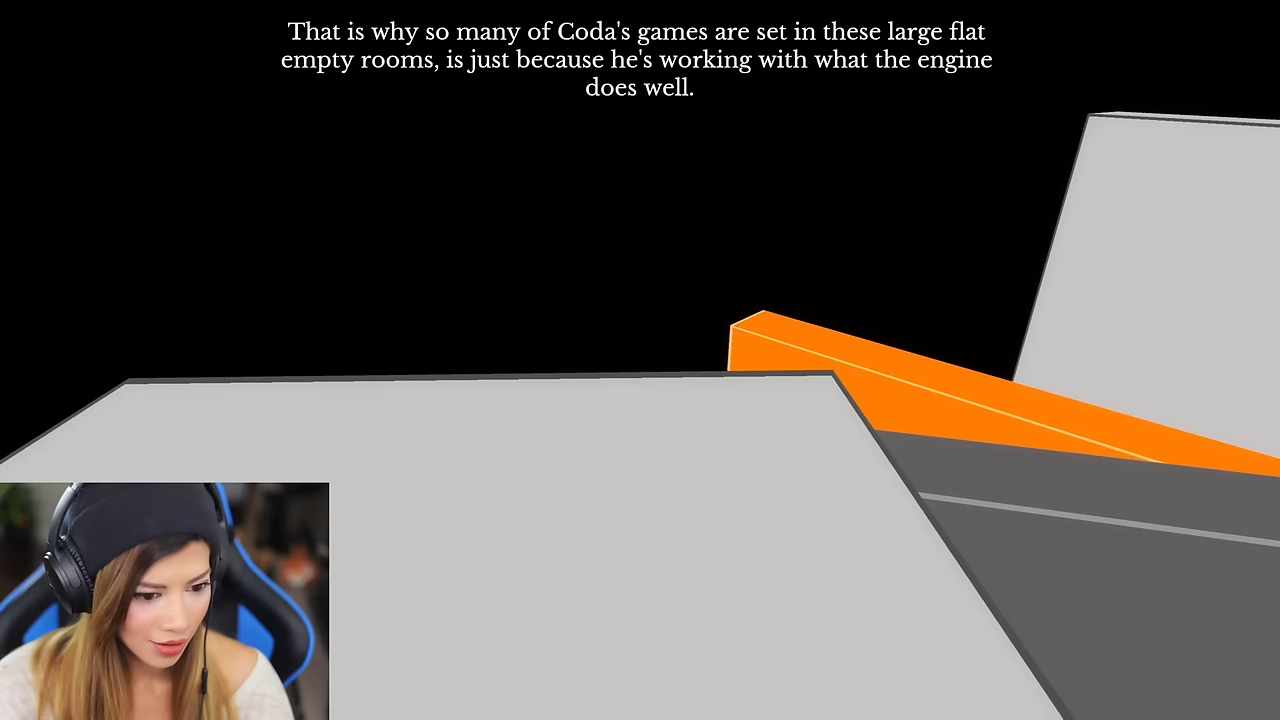 That is why so many of Coda's games are set in these large flat
empty rooms, is just because he's working with what the engine
does well.